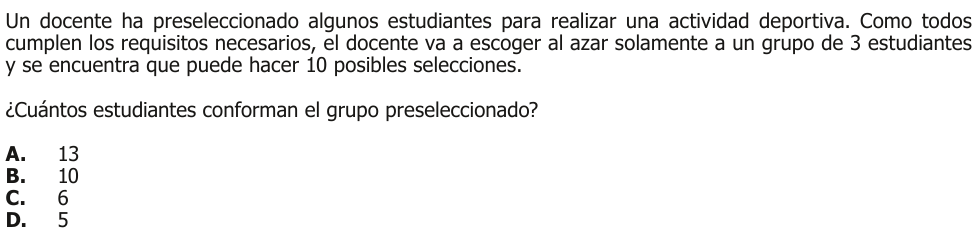 Un docente ha preseleccionado algunos estudiantes para realizar una actividad deportiva. Como todos
cumplen los requisitos necesarios, el docente va a escoger al azar solamente a un grupo de 3 estudiantes
y se encuentra que puede hacer 10 posibles selecciones.
¿Cuántos estudiantes conforman el grupo preseleccionado?
A. 13
B. 10
C. 6
D. 5